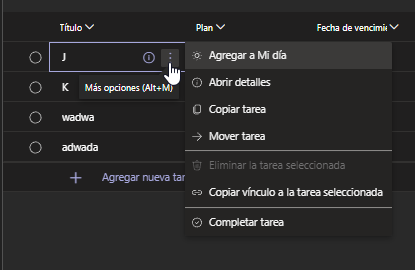 Título
Plan
Fecha de vencimie
J
K
Más opciones (Alt+M)
wadwa
adwada
Agregar nueva tar
Agregar a Mi día
Abrir detalles
Copiar tarea
Mover tarea
Eliminar la tarea seleccionada
Copiar vínculo a la tarea seleccionada
Completar tarea